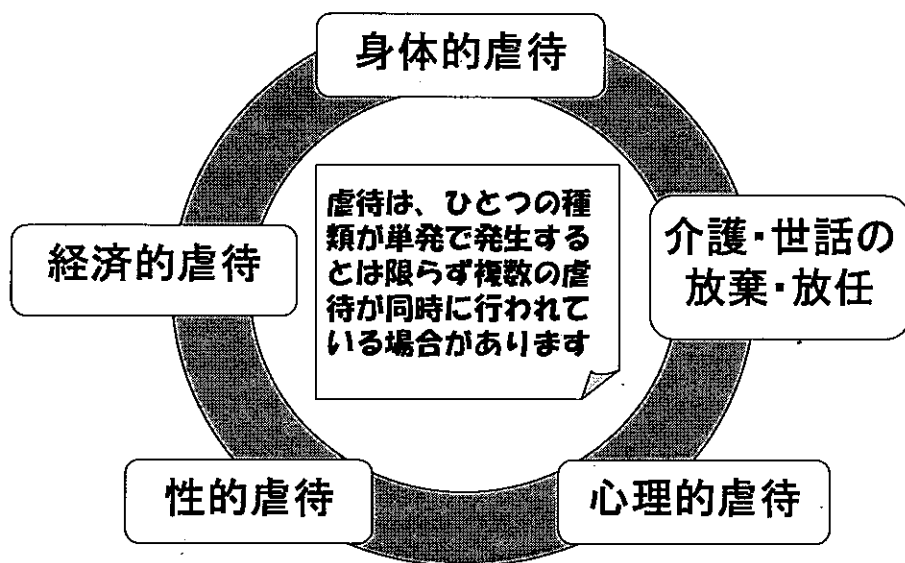 身体的虐待
虐待は、ひとつの種
類が単発で発生する
とは限らず複数の虐
待が同時に行われて
いる場合があります
介護・世話の
放棄・放任
経済的虐待
性的虐待
心理的虐待